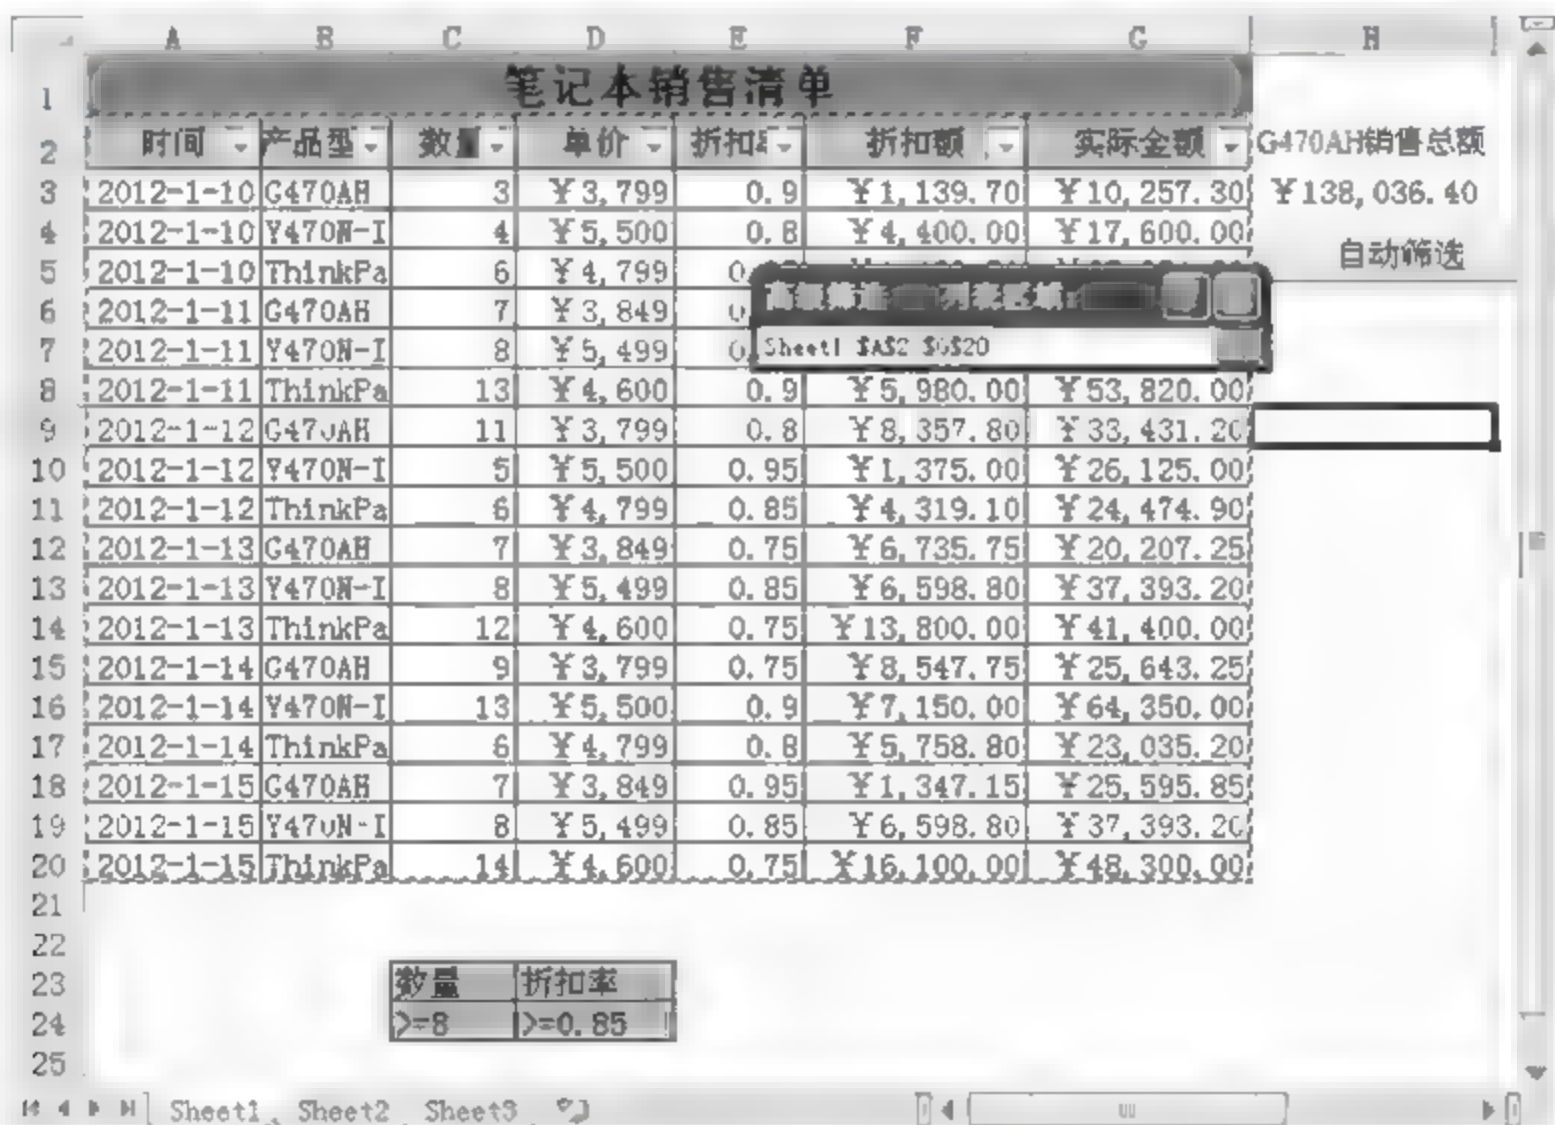 A B C D E F G H
1 笔记本销售清单
2 时间 产品型 数量 单价 折扣率 折扣额 实际金额 G470AH销售总额
3 2012-1-10 G470AH 3 ¥3,799 0.9 ¥1,139.70 ¥10,257.30 ¥138,036.40
4 2012-1-10 Y470N-I 4 ¥5,500 0.8 ¥4,400.00 ¥17,600.00
5 2012-1-10 ThinkPa 6 ¥4,799 自动筛选
6 2012-1-11 G470AH 7 ¥3,849 高级筛选 列表区域:
7 2012-1-11 Y470N-I 8 ¥5,499 Sheet1 $A$2 $G$20
8 2012-1-11 ThinkPa 13 ¥4,600 0.9 ¥5,980.00 ¥53,820.00
9 2012-1-12 G470AH 11 ¥3,799 0.8 ¥8,357.80 ¥33,431.20
10 2012-1-12 Y470N-I 5 ¥5,500 0.95 ¥1,375.00 ¥26,125.00
11 2012-1-12 ThinkPa 6 ¥4,799 0.85 ¥4,319.10 ¥24,474.90
12 2012-1-13 G470AH 7 ¥3,849 0.75 ¥6,735.75 ¥20,207.25
13 2012-1-13 Y470N-I 8 ¥5,499 0.85 ¥6,598.80 ¥37,393.20
14 2012-1-13 ThinkPa 12 ¥4,600 0.75 ¥13,800.00 ¥41,400.00
15 2012-1-14 G470AH 9 ¥3,799 0.75 ¥8,547.75 ¥25,643.25
16 2012-1-14 Y470N-I 13 ¥5,500 0.9 ¥7,150.00 ¥64,350.00
17 2012-1-14 ThinkPa 6 ¥4,799 0.8 ¥5,758.80 ¥23,035.20
18 2012-1-15 G470AH 7 ¥3,849 0.95 ¥1,347.15 ¥25,595.85
19 2012-1-15 Y470N-I 8 ¥5,499 0.85 ¥6,598.80 ¥37,393.20
20 2012-1-15 ThinkPa 14 ¥4,600 0.75 ¥16,100.00 ¥48,300.00
21
22
23 数量 折扣率
24 >=8 >=0.85
25
Sheet1 Sheet2 Sheet3